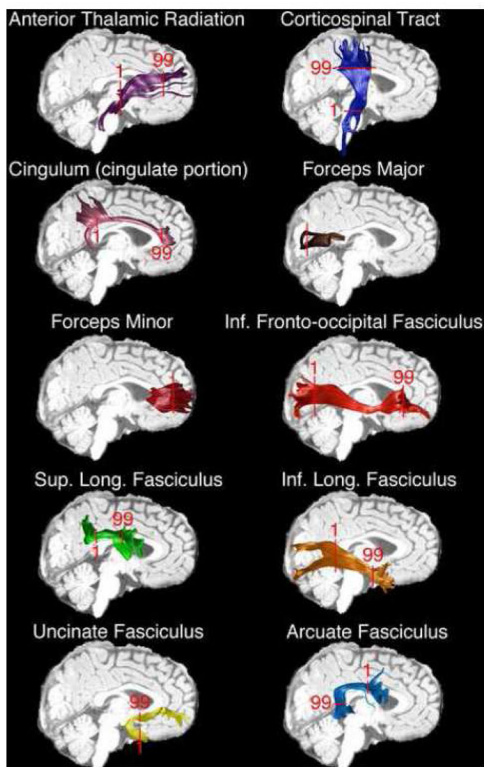 Anterior Thalamic Radiation
Corticospinal Tract
1
99
99
1
Cingulum (cingulate portion)
Forceps Major
1
99
Forceps Minor
Inf. Fronto-occipital Fasciculus
1
99
Sup. Long. Fasciculus
Inf. Long. Fasciculus
99
1
1
99
Uncinate Fasciculus
Arcuate Fasciculus
99
1
1
99